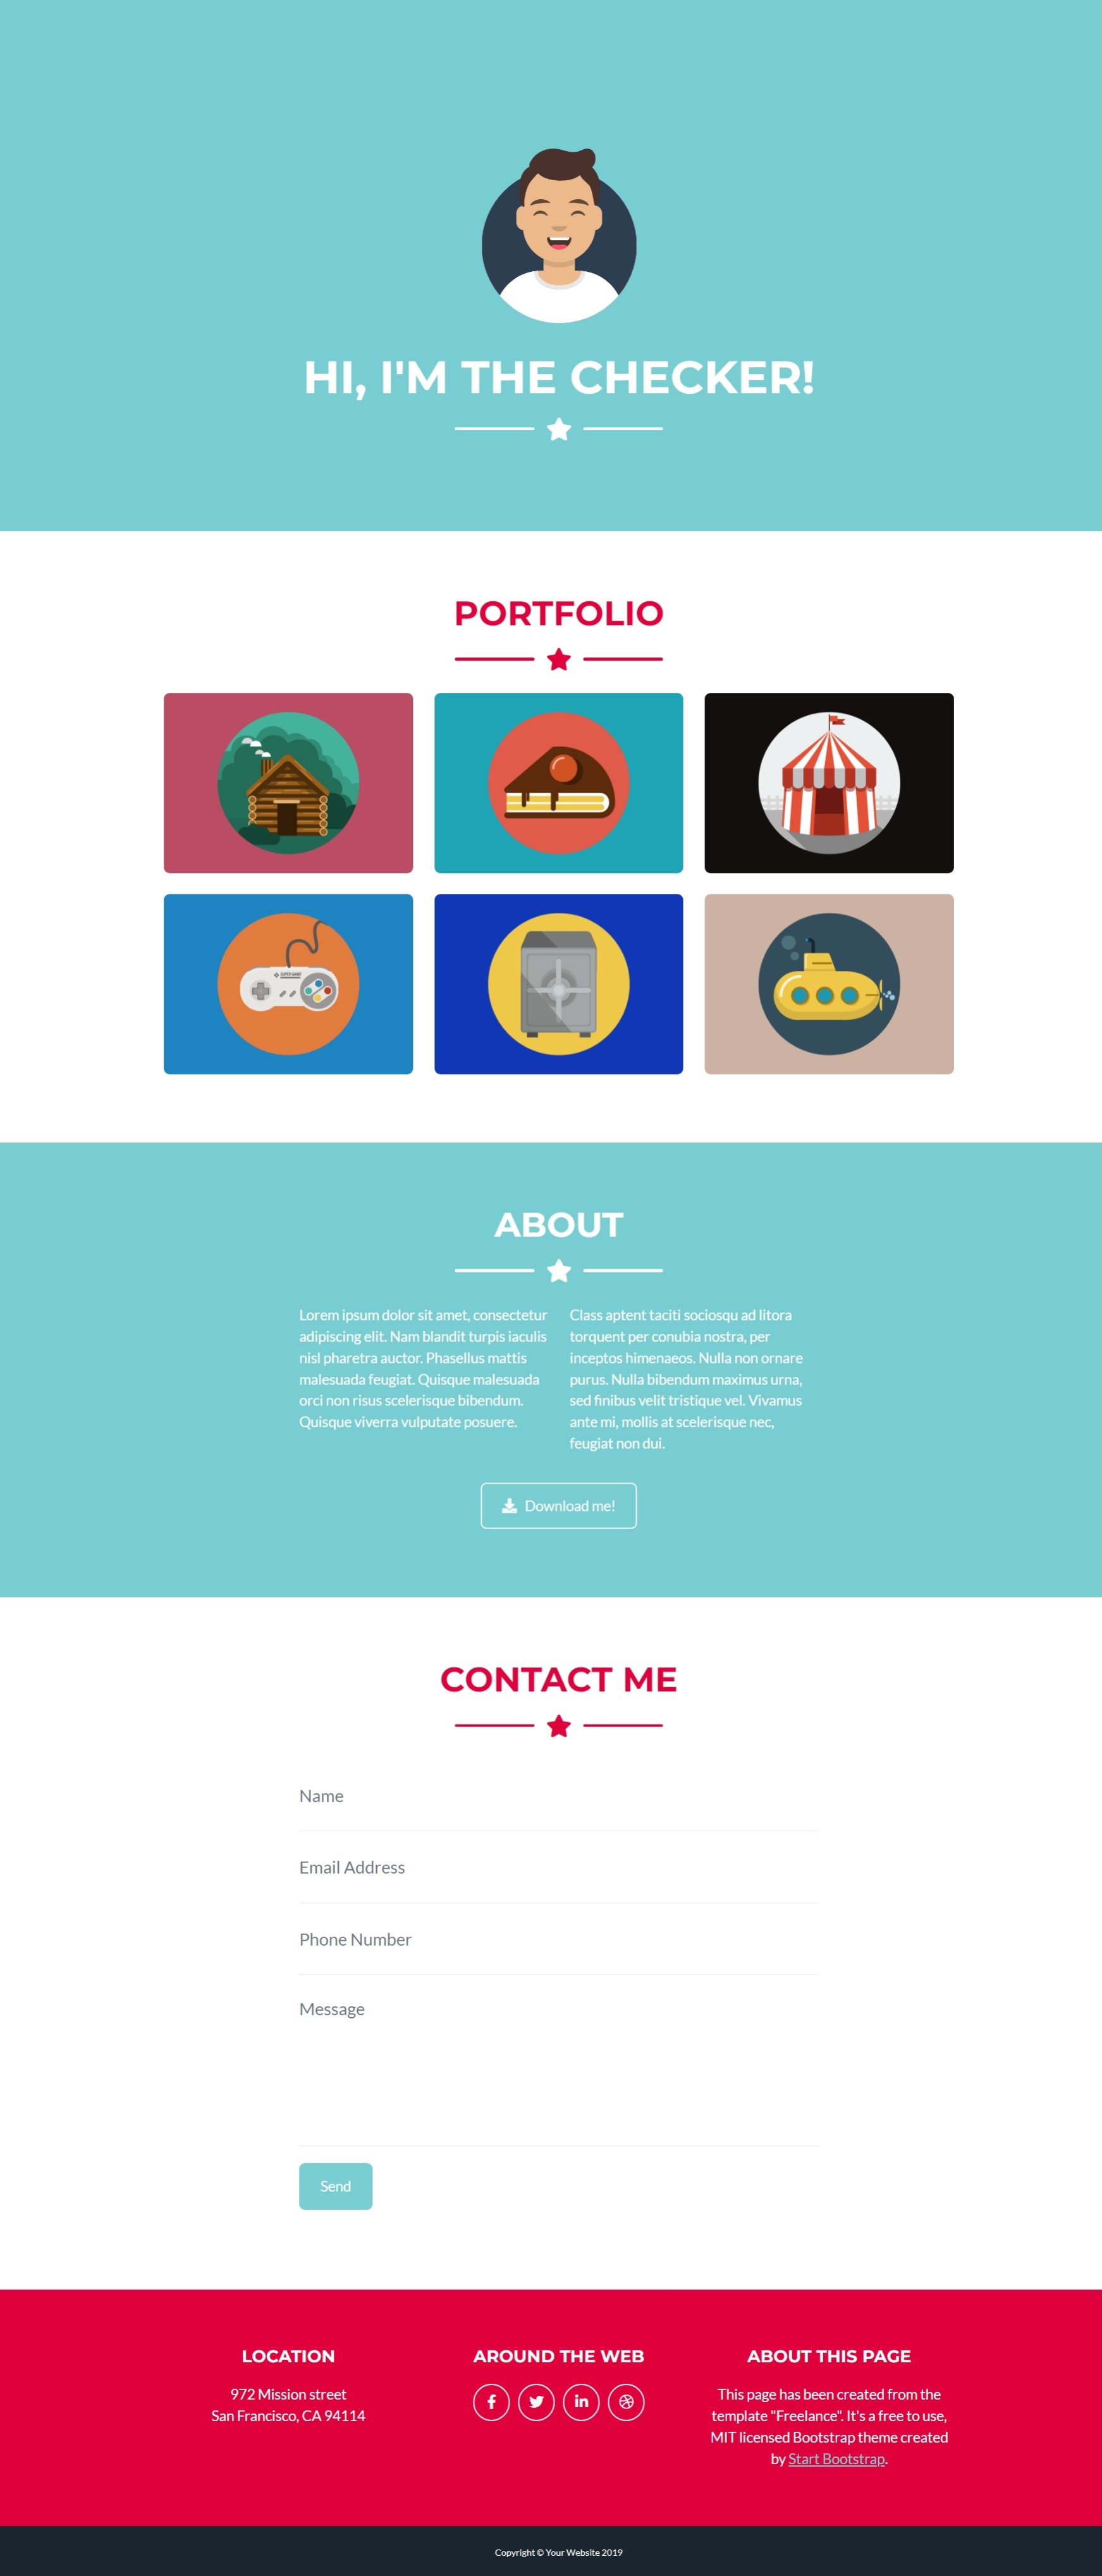 HI, I'M THE CHECKER!
PORTFOLIO
SUPER GAME
ABOUT
Lorem ipsum dolor sit amet, consectetur
adipiscing elit. Nam blandit turpis iaculis
nisl pharetra auctor. Phasellus mattis
malesuada feugiat. Quisque malesuada
orci non risus scelerisque bibendum.
Quisque viverra vulputate posuere.
Class aptent taciti sociosqu ad litora
torquent per conubia nostra, per
inceptos himenaeos. Nulla non ornare
purus. Nulla bibendum maximus urna,
sed finibus velit tristique vel. Vivamus
ante mi, mollis at scelerisque nec,
feugiat non dui.
Download me!
CONTACT ME
Name
Email Address
Phone Number
Message
Send
LOCATION
972 Mission street
San Francisco, CA 94114
AROUND THE WEB
ABOUT THIS PAGE
This page has been created from the
template "Freelance". It's a free to use,
MIT licensed Bootstrap theme created
by Start Bootstrap.
Copyright © Your Website 2019